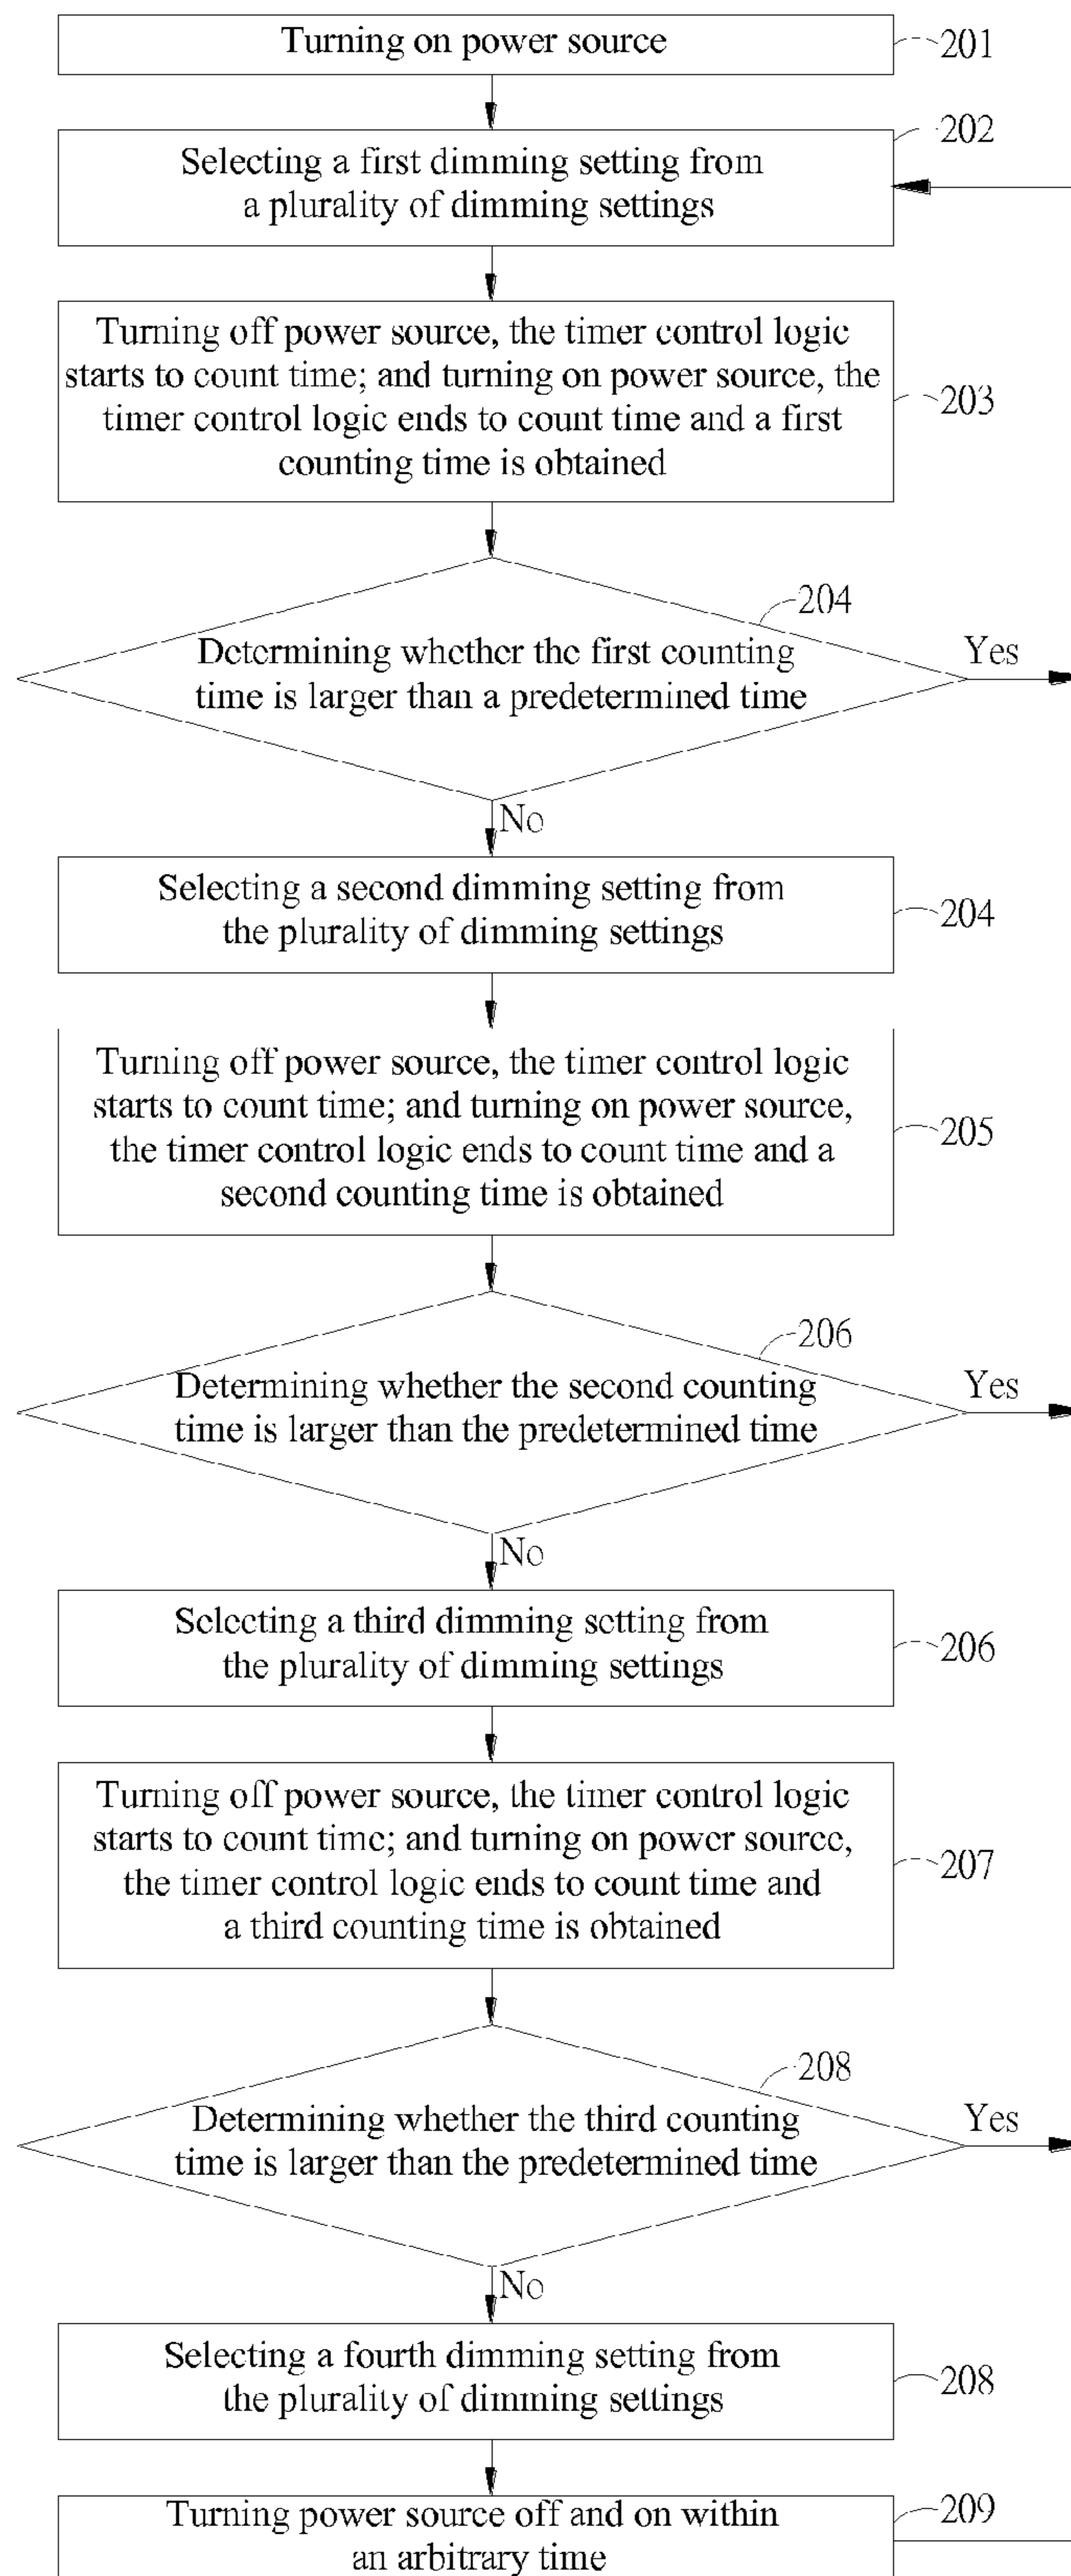 Turning on power source
201
202
Selecting a first dimming setting from
a plurality of dimming settings
Turning off power source, the timer control logic
starts to count time; and turning on power source, the
timer control logic ends to count time and a first
counting time is obtained
203
204
Determining whether the first counting
time is larger than a predetermined time
Yes
No
Selecting a second dimming setting from
the plurality of dimming settings
204
Turning off power source, the timer control logic
starts to count time; and turning on power source,
the timer control logic ends to count time and a
second counting time is obtained
205
206
Determining whether the second counting
time is larger than the predetermined time
Yes
No
Selecting a third dimming setting from
the plurality of dimming settings
206
Turning off power source, the timer control logic
starts to count time; and turning on power source,
the timer control logic ends to count time and
a third counting time is obtained
207
208
Determining whether the third counting
time is larger than the predetermined time
Yes
No
Selecting a fourth dimming setting from
the plurality of dimming settings
208
Turning power source off and on within
an arbitrary time
209